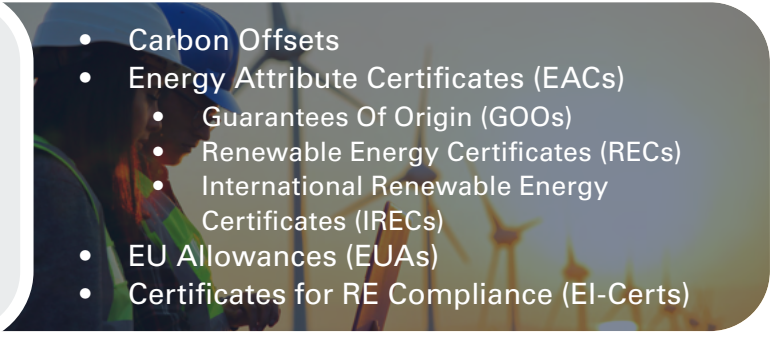 • Carbon Offsets
• Energy Attribute Certificates (EACs)
• Guarantees Of Origin (GOOs)
• Renewable Energy Certificates (RECs)
• International Renewable Energy
Certificates (IRECs)
• EU Allowances (EUAs)
• Certificates for RE Compliance (El-Certs)